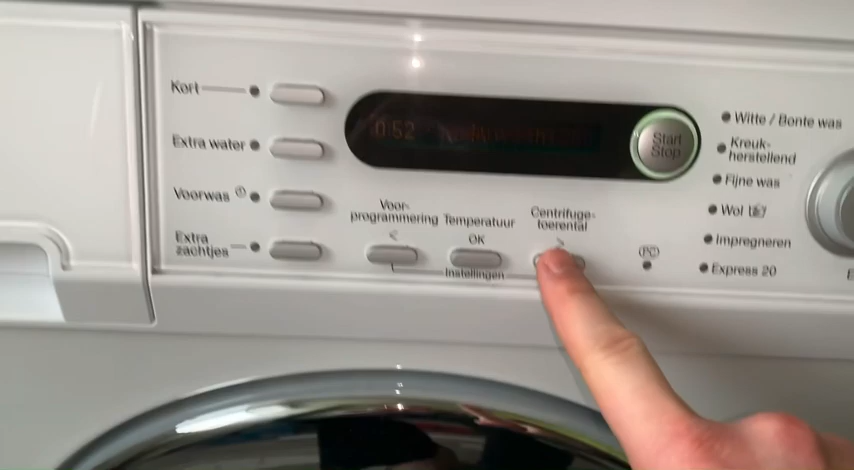 Kort
Extra water
Voorwas
Extra
zachtjes
0:52
Start
Stop
Voor-
programmering
Temperatuur
OK
Instellingen
Centrifuge-
toerental
PC
Witte / Bonte was
Kreuk-
herstellend
Fijne was
Wol
Impregneren
Express 20